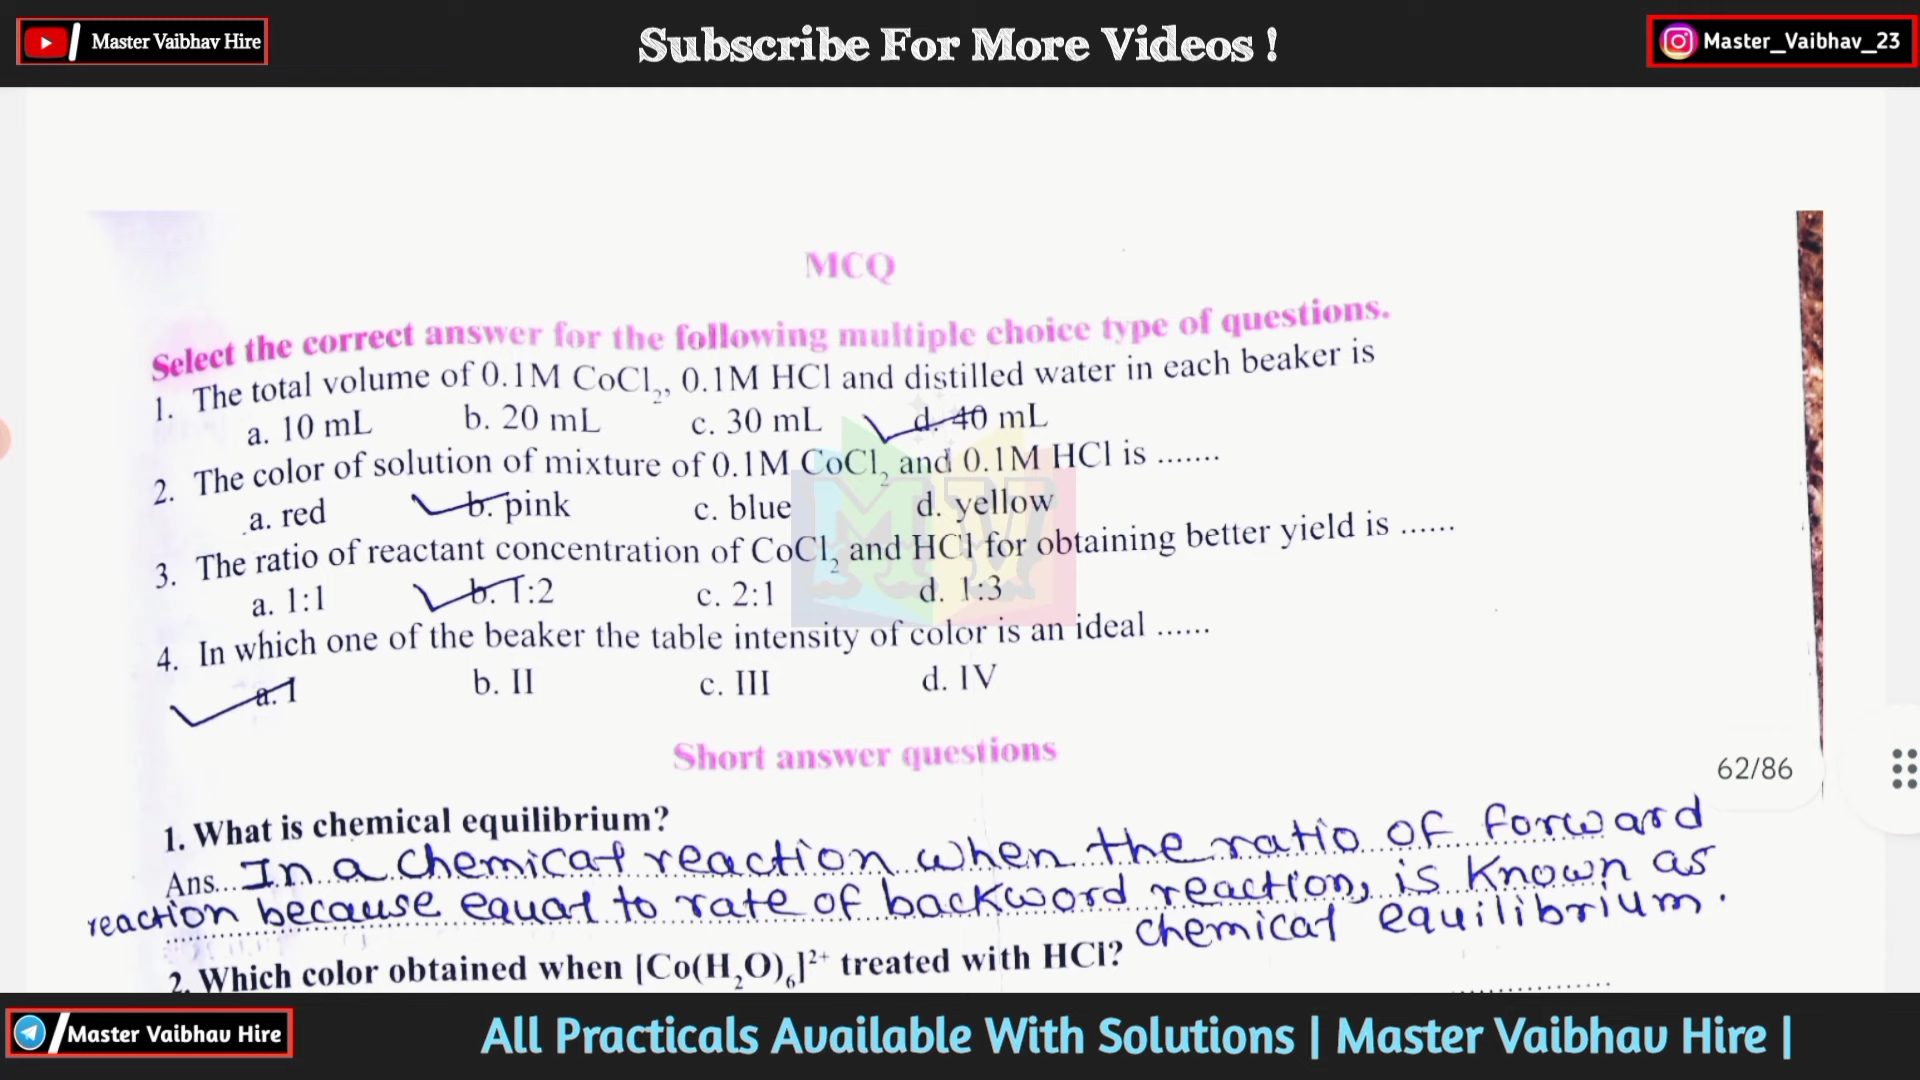 Master Vaibhav Hire
Subscribe For More Videos !
Master_Vaibhav_23
MCQ
Select the correct answer for the following multiple choice type of questions.
1. The total volume of 0.1M CoCl₂, 0.1M HCl and distilled water in each beaker is
a. 10 mL b. 20 mL c. 30 mL d. 40 mL
2. The color of solution of mixture of 0.1M CoCl₂ and 0.1M HCl is .......
a. red b. pink c. blue d. yellow
3. The ratio of reactant concentration of CoCl₂ and HCl for obtaining better yield is ......
a. 1:1 b. 1:2 c. 2:1 d. 1:3
4. In which one of the beaker the table intensity of color is an ideal ......
a. I b. II c. III d. IV
MV
Short answer questions
62/86
1. What is chemical equilibrium?
Ans... In a chemical reaction when the ratio of forward
reaction because equal to rate of backword reaction, is known as
chemical equilibrium.
2. Which color obtained when [Co(H₂O)₆]²⁺ treated with HCl?
Master Vaibhav Hire
All Practicals Available With Solutions | Master Vaibhav Hire |